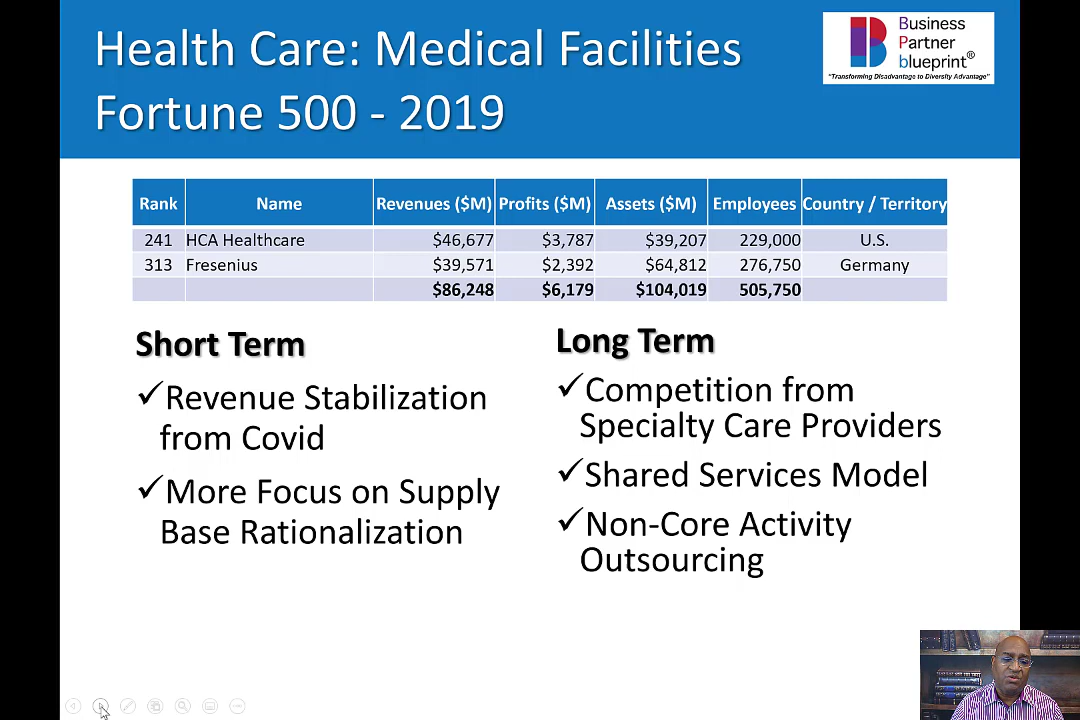 Health Care: Medical Facilities
Fortune 500 - 2019
Business
Partner
blueprint®
"Transforming Disadvantage to Diversity Advantage"
Rank Name Revenues ($M) Profits ($M) Assets ($M) Employees Country / Territory
241 HCA Healthcare $46,677 $3,787 $39,207 229,000 U.S.
313 Fresenius $39,571 $2,392 $64,812 276,750 Germany
$86,248 $6,179 $104,019 505,750
Short Term
✓Revenue Stabilization
from Covid
✓More Focus on Supply
Base Rationalization
Long Term
✓Competition from
Specialty Care Providers
✓Shared Services Model
✓Non-Core Activity
Outsourcing